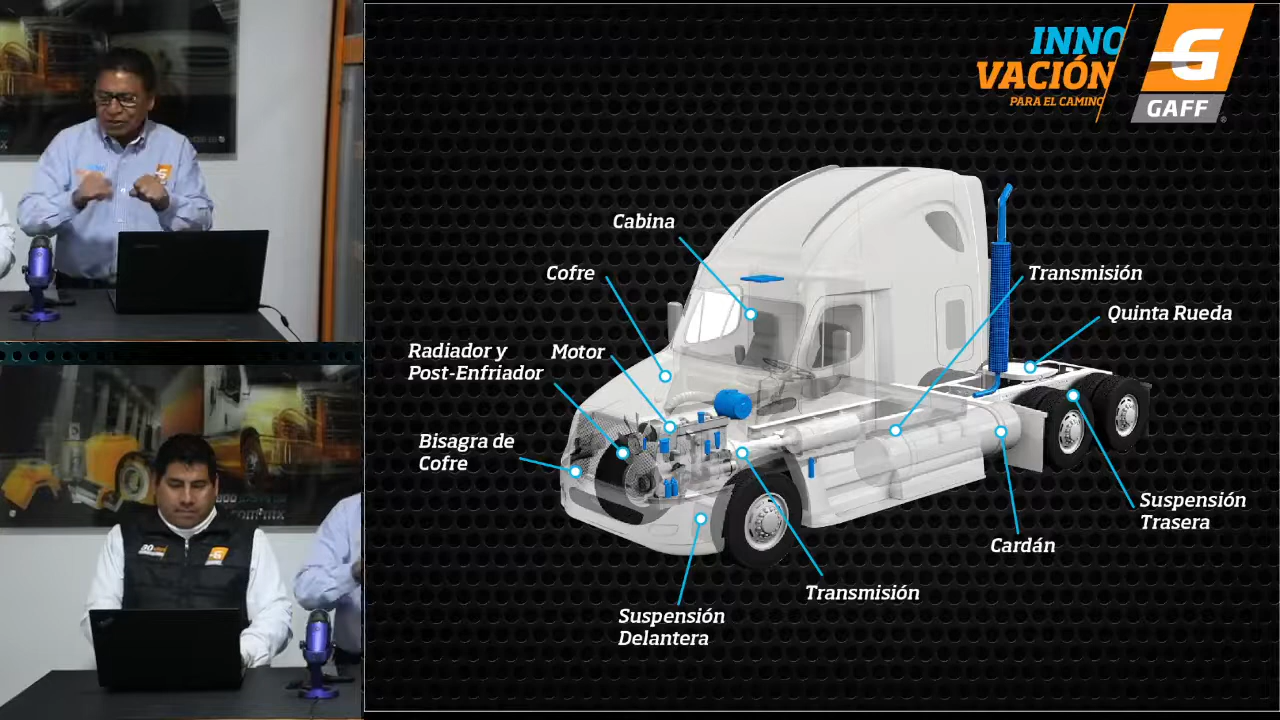 INNO
VACIÓN
PARA EL CAMINO
GAFF
Cabina
Cofre
Transmisión
Quinta Rueda
Radiador y
Post-Enfriador
Motor
Bisagra de
Cofre
Suspensión
Trasera
Cardán
Transmisión
Suspensión
Delantera